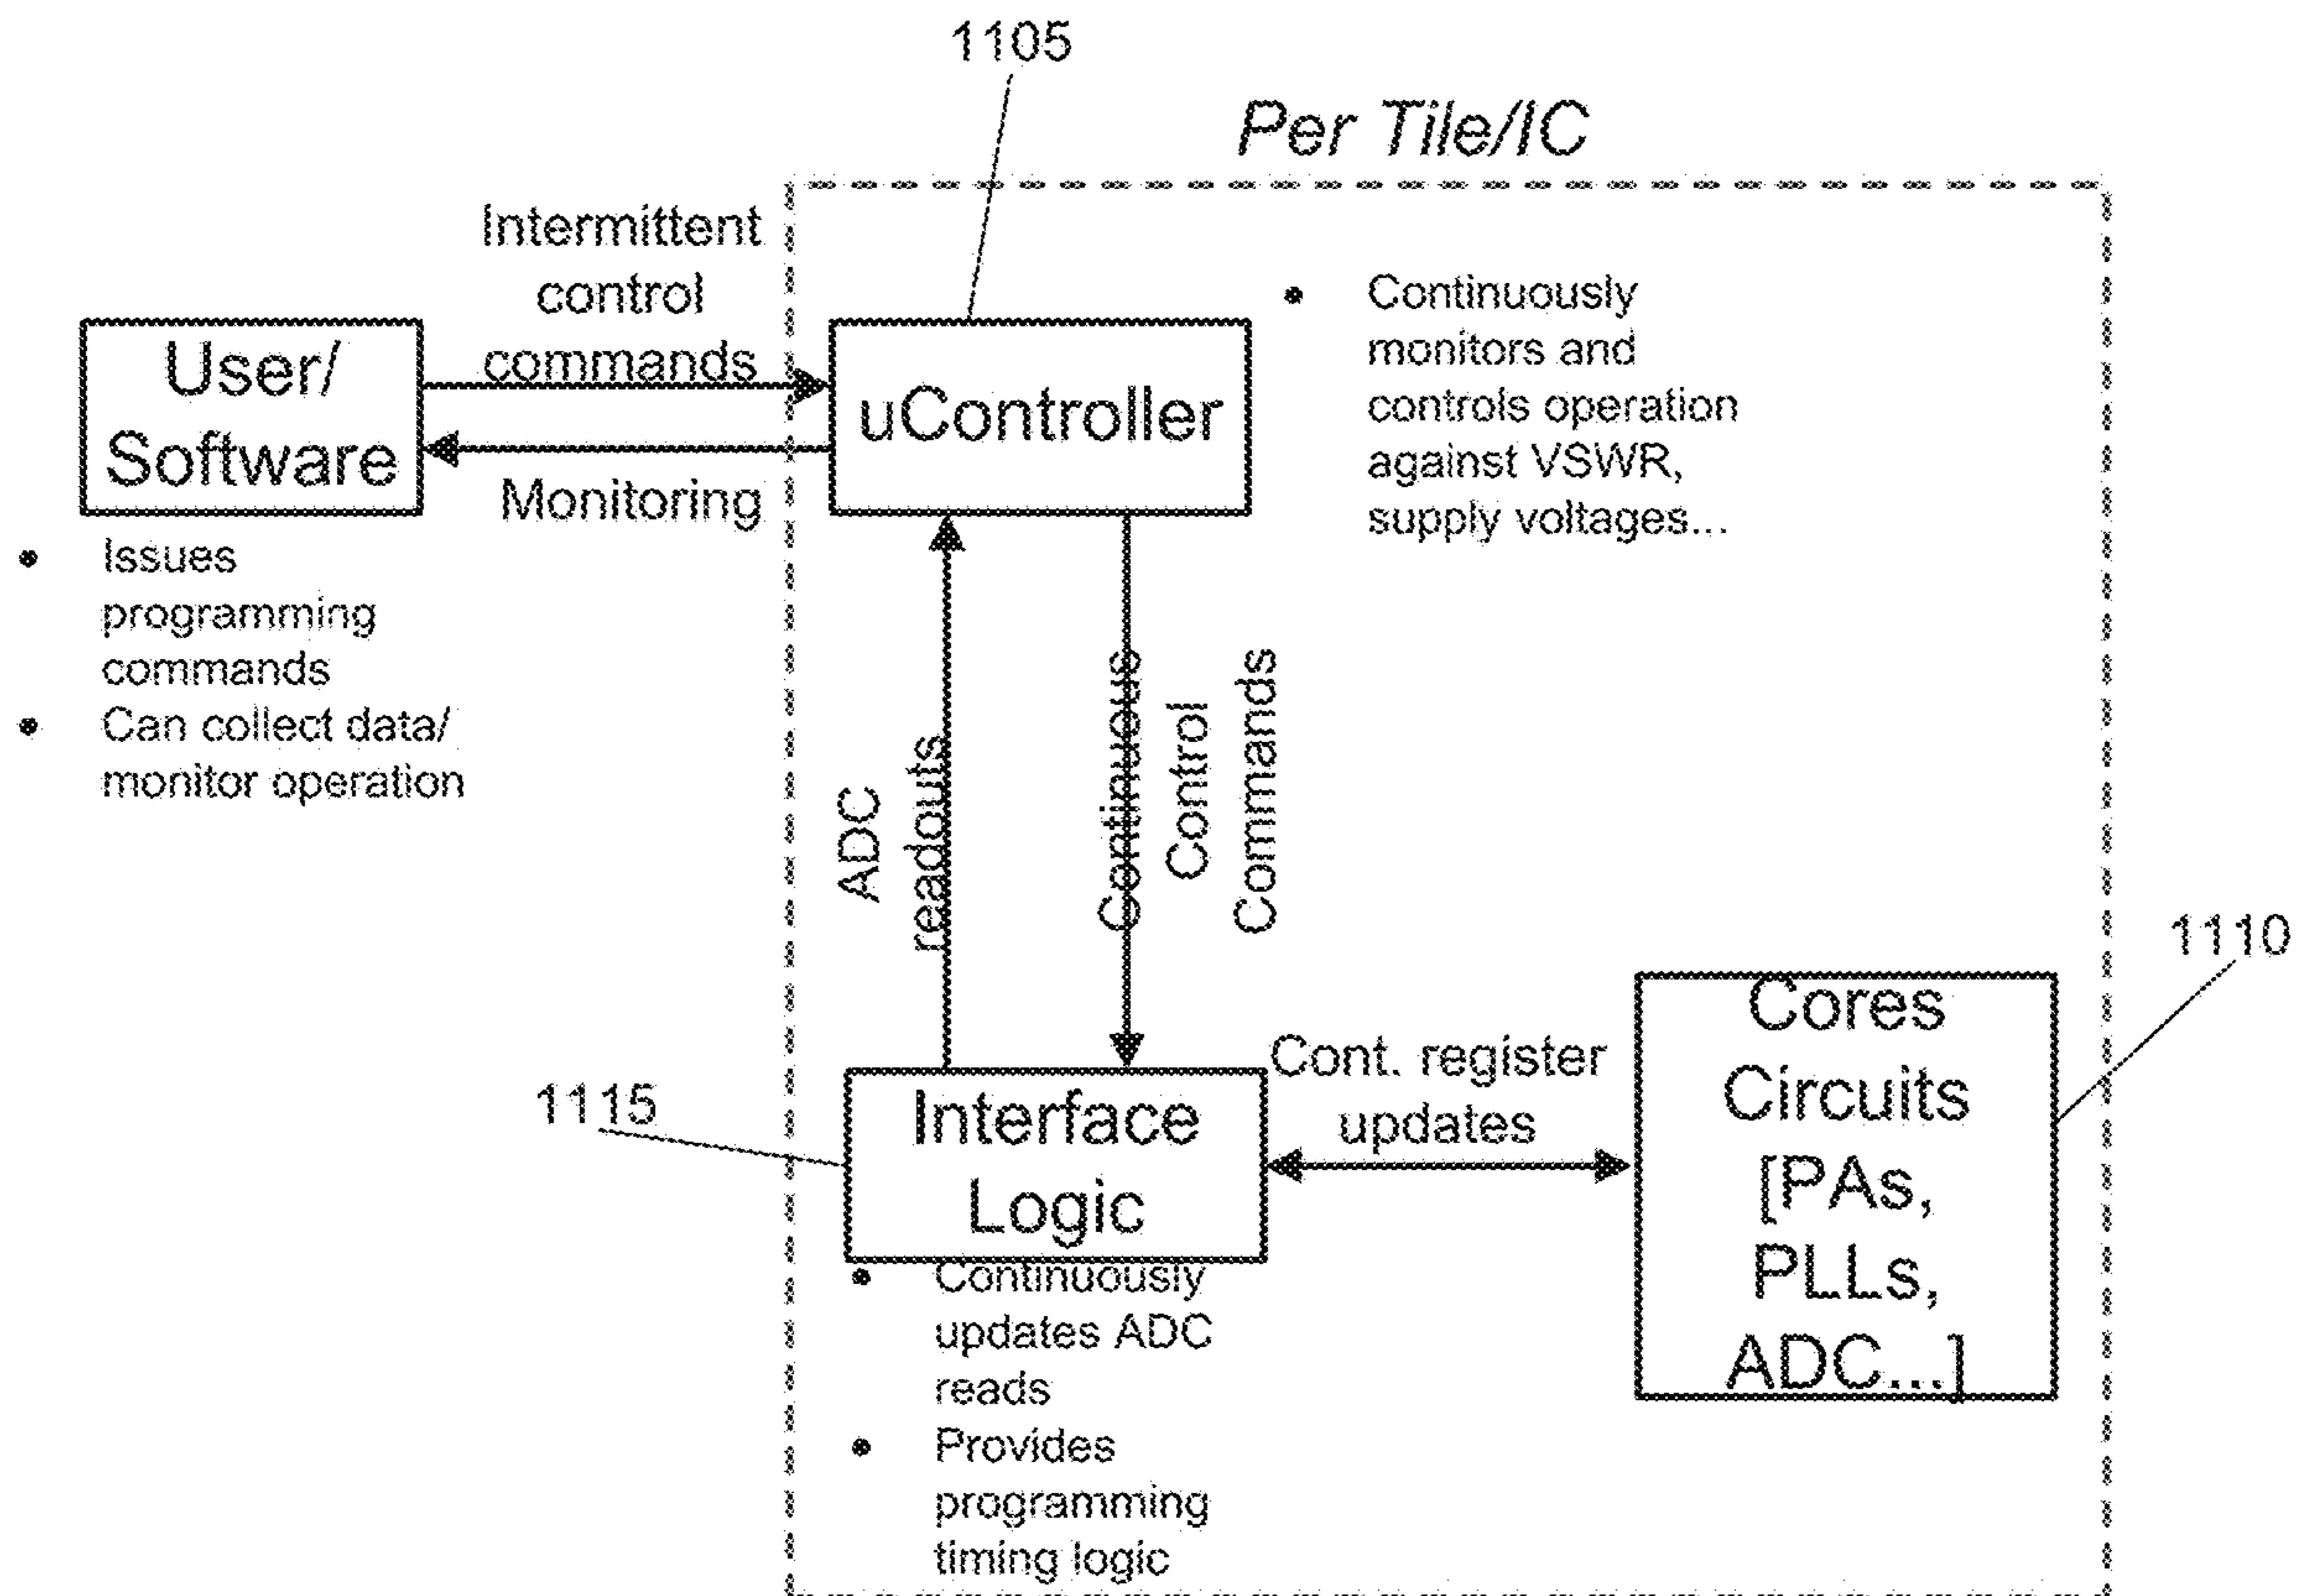 1105
Per Tile/IC
Intermittent
control
commands
User/
Software
Monitoring
uController
• Continuously
monitors and
controls operation
against VSWR,
supply voltages...
• Issues
programming
commands
• Can collect data/
monitor operation
ADC
readouts
Continuous
Control
Commands
1110
1115
Interface
Logic
Cont. register
updates
Cores
Circuits
[PAs,
PLLs,
ADC...]
• Continuously
updates ADC
reads
• Provides
programming
timing logic